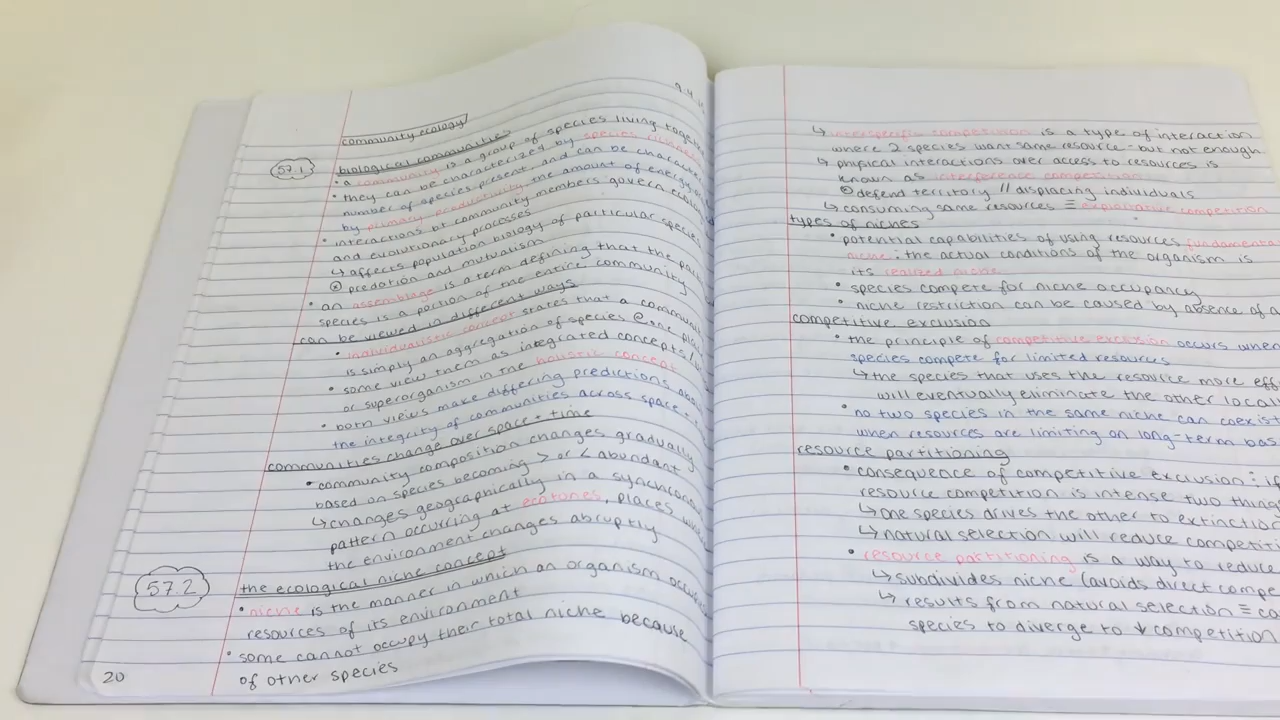 9.4.
community ecology
57.1
biological communities
• a community is a group of species living togeth
• they can be characterized by species richness
number of species present, and can be character
by primary productivity, the amount of energy
• interactions of community members govern ecolog
and evolutionary processes
↳ affects population biology of particular species
predation and mutualism
• an assemblage is a term defining that the par
species is a portion of the entire community
can be viewed in different ways
• individualistic concept states that a communi
is simply an aggregation of species @ one pla
• some view them as integrated concepts
or superorganism in the holistic concept
• both views make differing predictions abou
the integrity of communities across space +
communities change over space + time
• community composition changes gradually
based on species becoming > or < abundant
↳ changes geographically in a synchrono
pattern occurring at ecotones, places
the environment changes abruptly
57.2
the ecological niche concept
• niche is the manner in which an organism occu
resources of its environment
• some cannot occupy their total niche because
of other species
20
↳ interspecific competition is a type of interaction
where 2 species want same resource - but not enough
↳ physical interactions over access to resources is
known as interference competition
defend territory // displacing individuals
↳ consuming same resources ≡ exploitative competition
types of niches
• potential capabilities of using resources fundamenta
niche ; the actual conditions of the organism is
its realized niche
• species compete for niche occupancy
• niche restriction can be caused by absence of a
competitive exclusion
• the principle of competitive exclusion occurs when
species compete for limited resources
↳ the species that uses the resource more eff
will eventually eliminate the other locall
• no two species in the same niche can coexist
when resources are limiting on long-term bas
resource partitioning
• consequence of competitive exclusion : if
resource competition is intense two thing
↳ one species drives the other to extinctio
↳ natural selection will reduce competiti
• resource partitioning is a way to reduce
↳ subdivides niche (avoids direct compe
↳ results from natural selection ≡ ca
species to diverge to ↓ competition